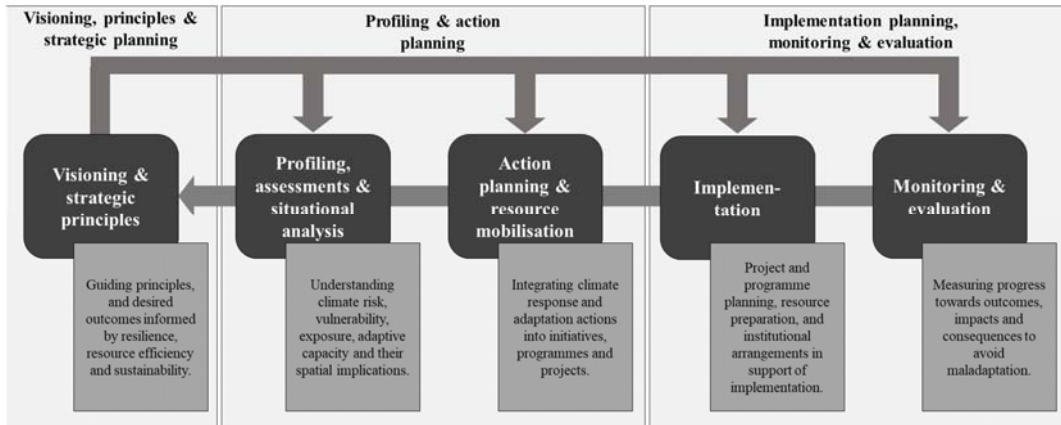 Visioning, principles &
strategic planning
Profiling & action
planning
Implementation planning,
monitoring & evaluation
Visioning &
strategic
principles
Profiling,
assessments &
situational
analysis
Action
planning &
resource
mobilisation
Implemen-
tation
Monitoring &
evaluation
Guiding principles,
and desired
outcomes informed
by resilience,
resource efficiency
and sustainability.
Understanding
climate risk,
vulnerability,
exposure, adaptive
capacity and their
spatial implications.
Integrating climate
response and
adaptation actions
into initiatives,
programmes and
projects.
Project and
programme
planning, resource
preparation, and
institutional
arrangements in
support of
implementation.
Measuring progress
towards outcomes,
impacts and
consequences to
avoid
maladaptation.